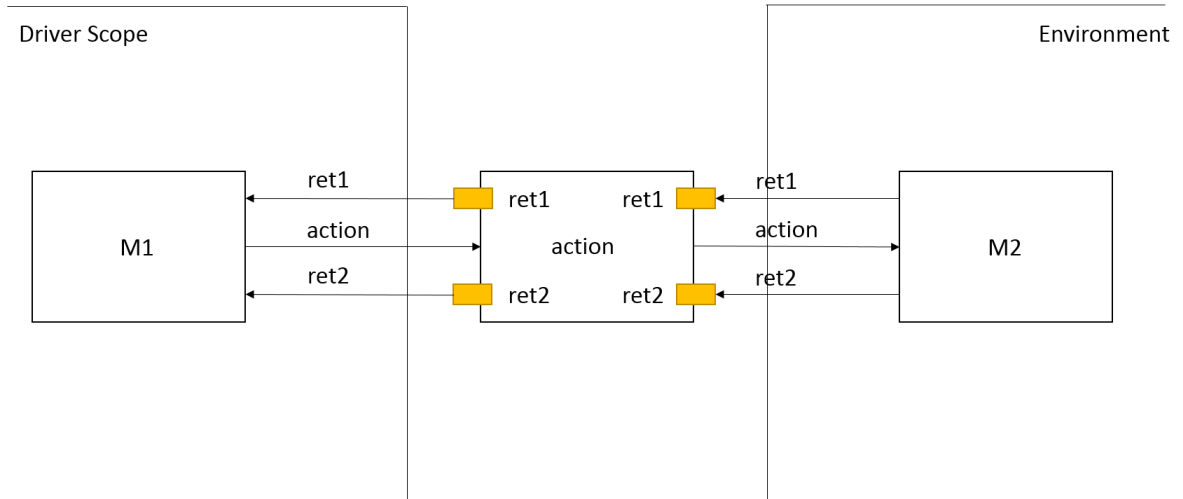 Driver Scope
Environment
ret1
ret1
ret1
ret1
action
action
M1
action
M2
ret2
ret2
ret2
ret2